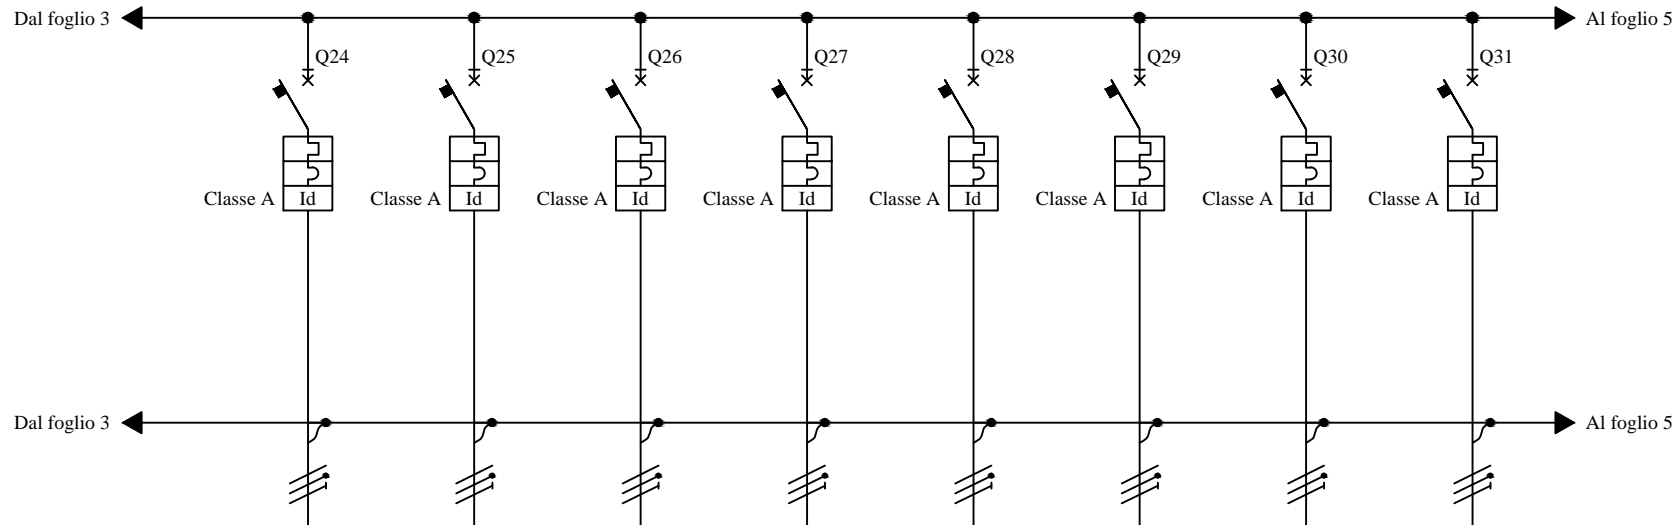 Dal foglio 3 Al foglio 5
Q24 Q25 Q26 Q27 Q28 Q29 Q30 Q31
Classe A Id Classe A Id Classe A Id Classe A Id Classe A Id Classe A Id Classe A Id Classe A Id
Dal foglio 3 Al foglio 5